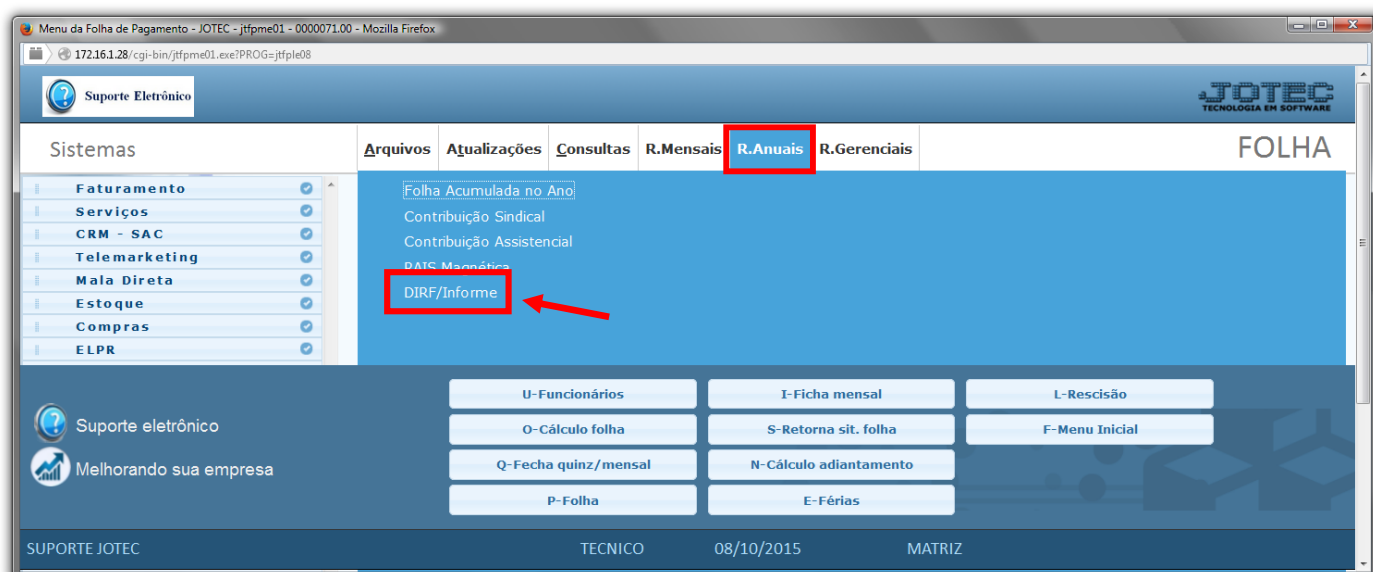 Menu da Folha de Pagamento - JOTEC - jtfpme01 - 0000071.00 - Mozilla Firefox
172.16.1.28/cgi-bin/jtfpme01.exe?PROG=jtfple08
Suporte Eletrônico
JOTEC
TECNOLOGIA EM SOFTWARE
Sistemas
Arquivos Atualizações Consultas R.Mensais R.Anuais R.Gerenciais
FOLHA
Faturamento
Serviços
CRM - SAC
Telemarketing
Mala Direta
Estoque
Compras
ELPR
Folha Acumulada no Ano
Contribuição Sindical
Contribuição Assistencial
RAIS Magnética
DIRF/Informe
Suporte eletrônico
Melhorando sua empresa
U-Funcionários I-Ficha mensal L-Rescisão
O-Cálculo folha S-Retorna sit. folha F-Menu Inicial
Q-Fecha quinz/mensal N-Cálculo adiantamento
P-Folha E-Férias
SUPORTE JOTEC TECNICO 08/10/2015 MATRIZ